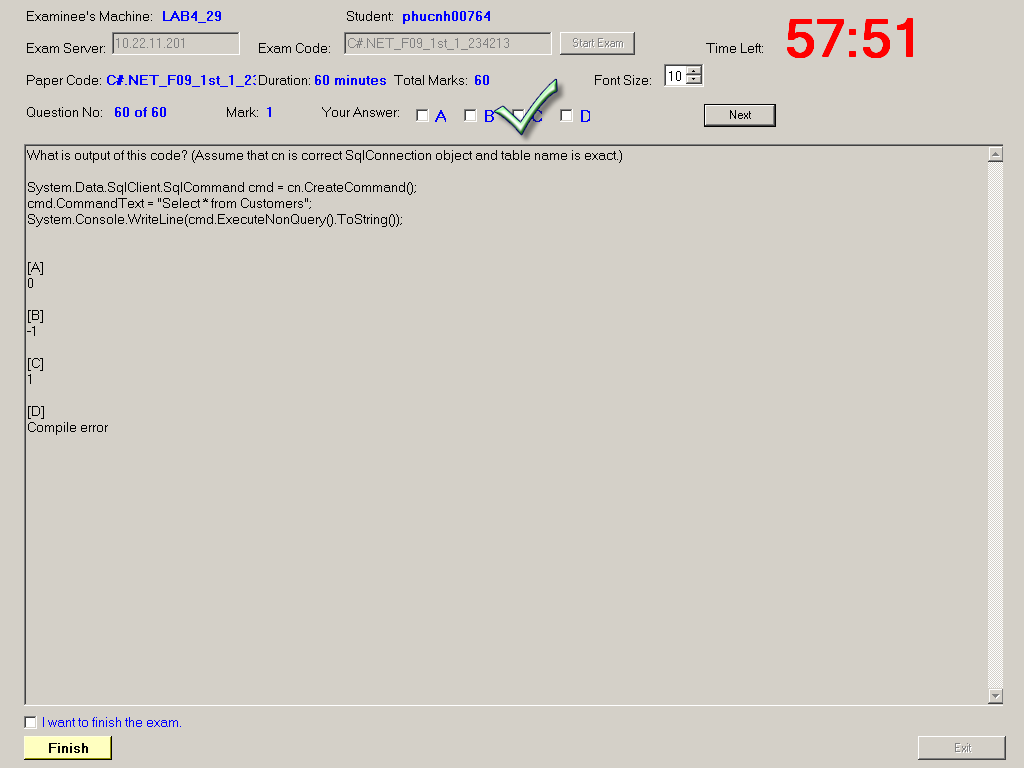 Examinee's Machine: LAB4_29 Student: phucnh00764
Exam Server: 10.22.11.201 Exam Code: C#.NET_F09_1st_1_234213 Start Exam Time Left: 57:51
Paper Code: C#.NET_F09_1st_1_23 Duration: 60 minutes Total Marks: 60 Font Size: 10
Question No: 60 of 60 Mark: 1 Your Answer: A B C D Next
What is output of this code? (Assume that cn is correct SqlConnection object and table name is exact.)
System.Data.SqlClient.SqlCommand cmd = cn.CreateCommand();
cmd.CommandText = "Select * from Customers";
System.Console.WriteLine(cmd.ExecuteNonQuery().ToString());
[A]
0
[B]
-1
[C]
1
[D]
Compile error
I want to finish the exam.
Finish Exit